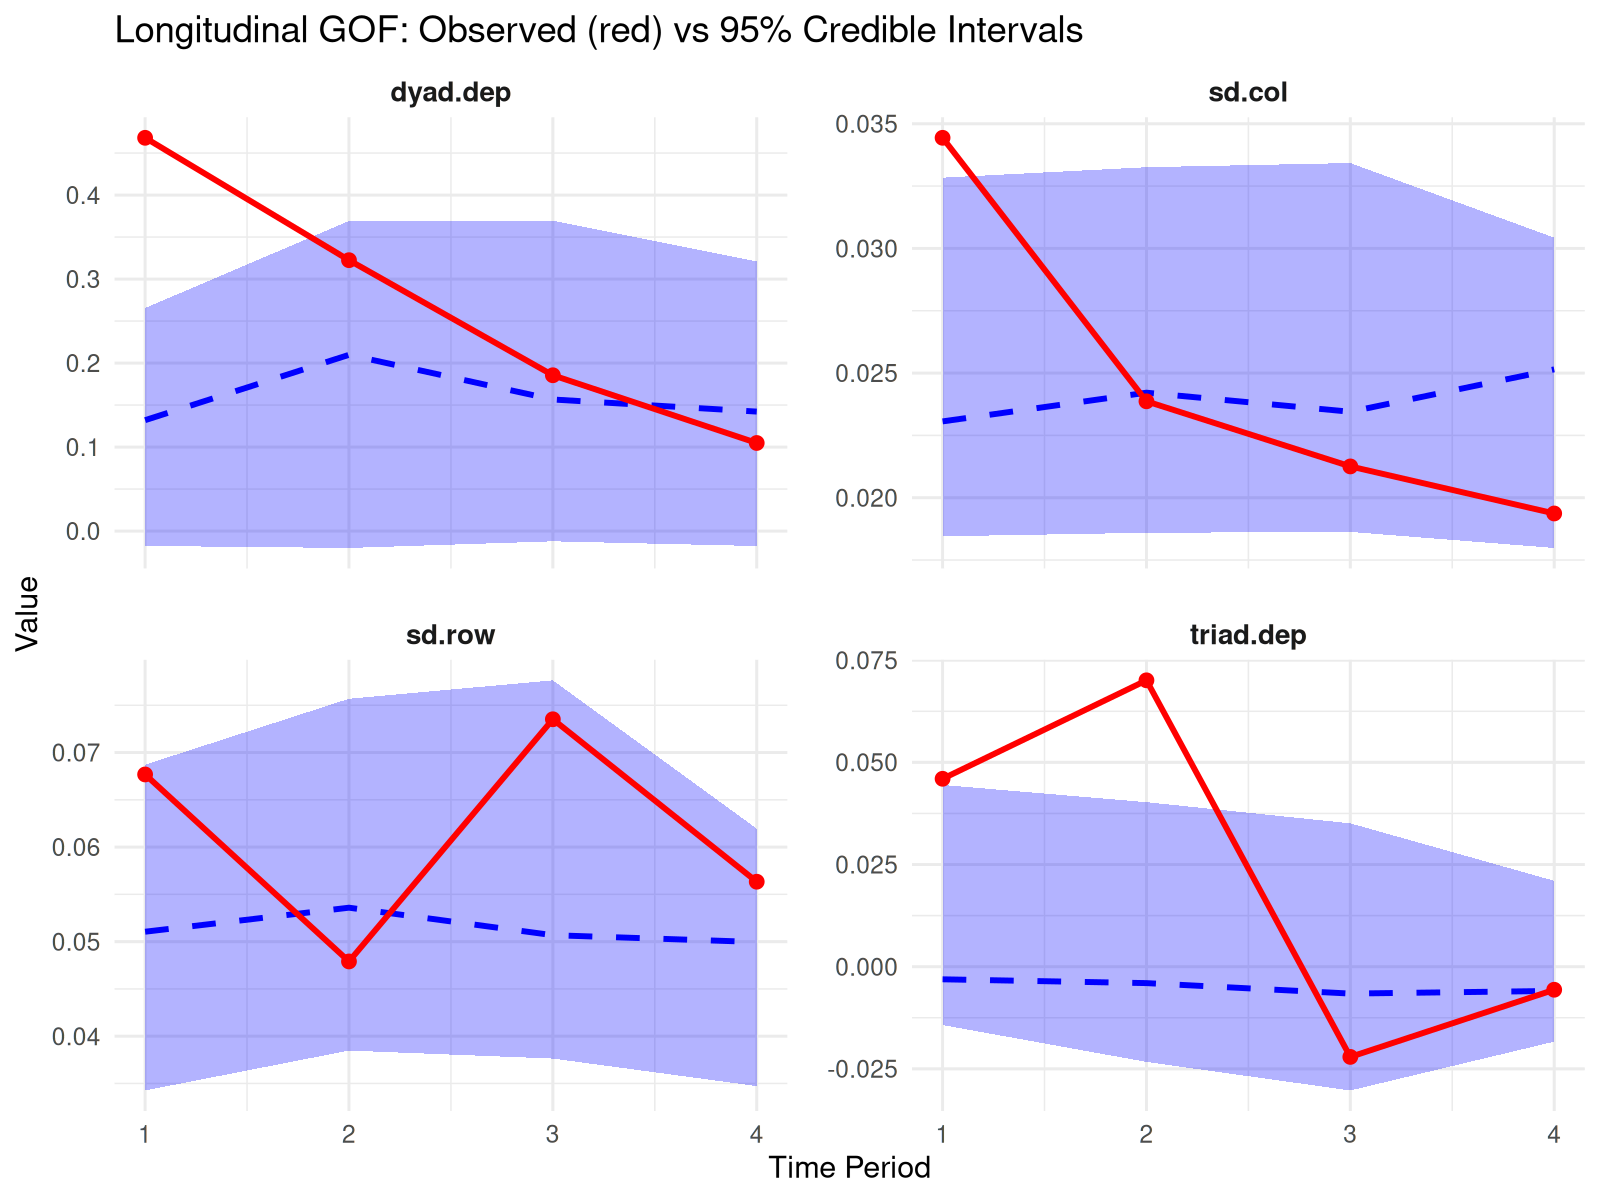 Longitudinal GOF: Observed (red) vs 95% Credible Intervals
dyad.dep
sd.col
0.4
0.3
0.2
0.1
0.0
0.035
0.030
0.025
0.020
Value
sd.row
triad.dep
0.07
0.06
0.05
0.04
0.075
0.050
0.025
0.000
-0.025
1 2 3 4
1 2 3 4
Time Period